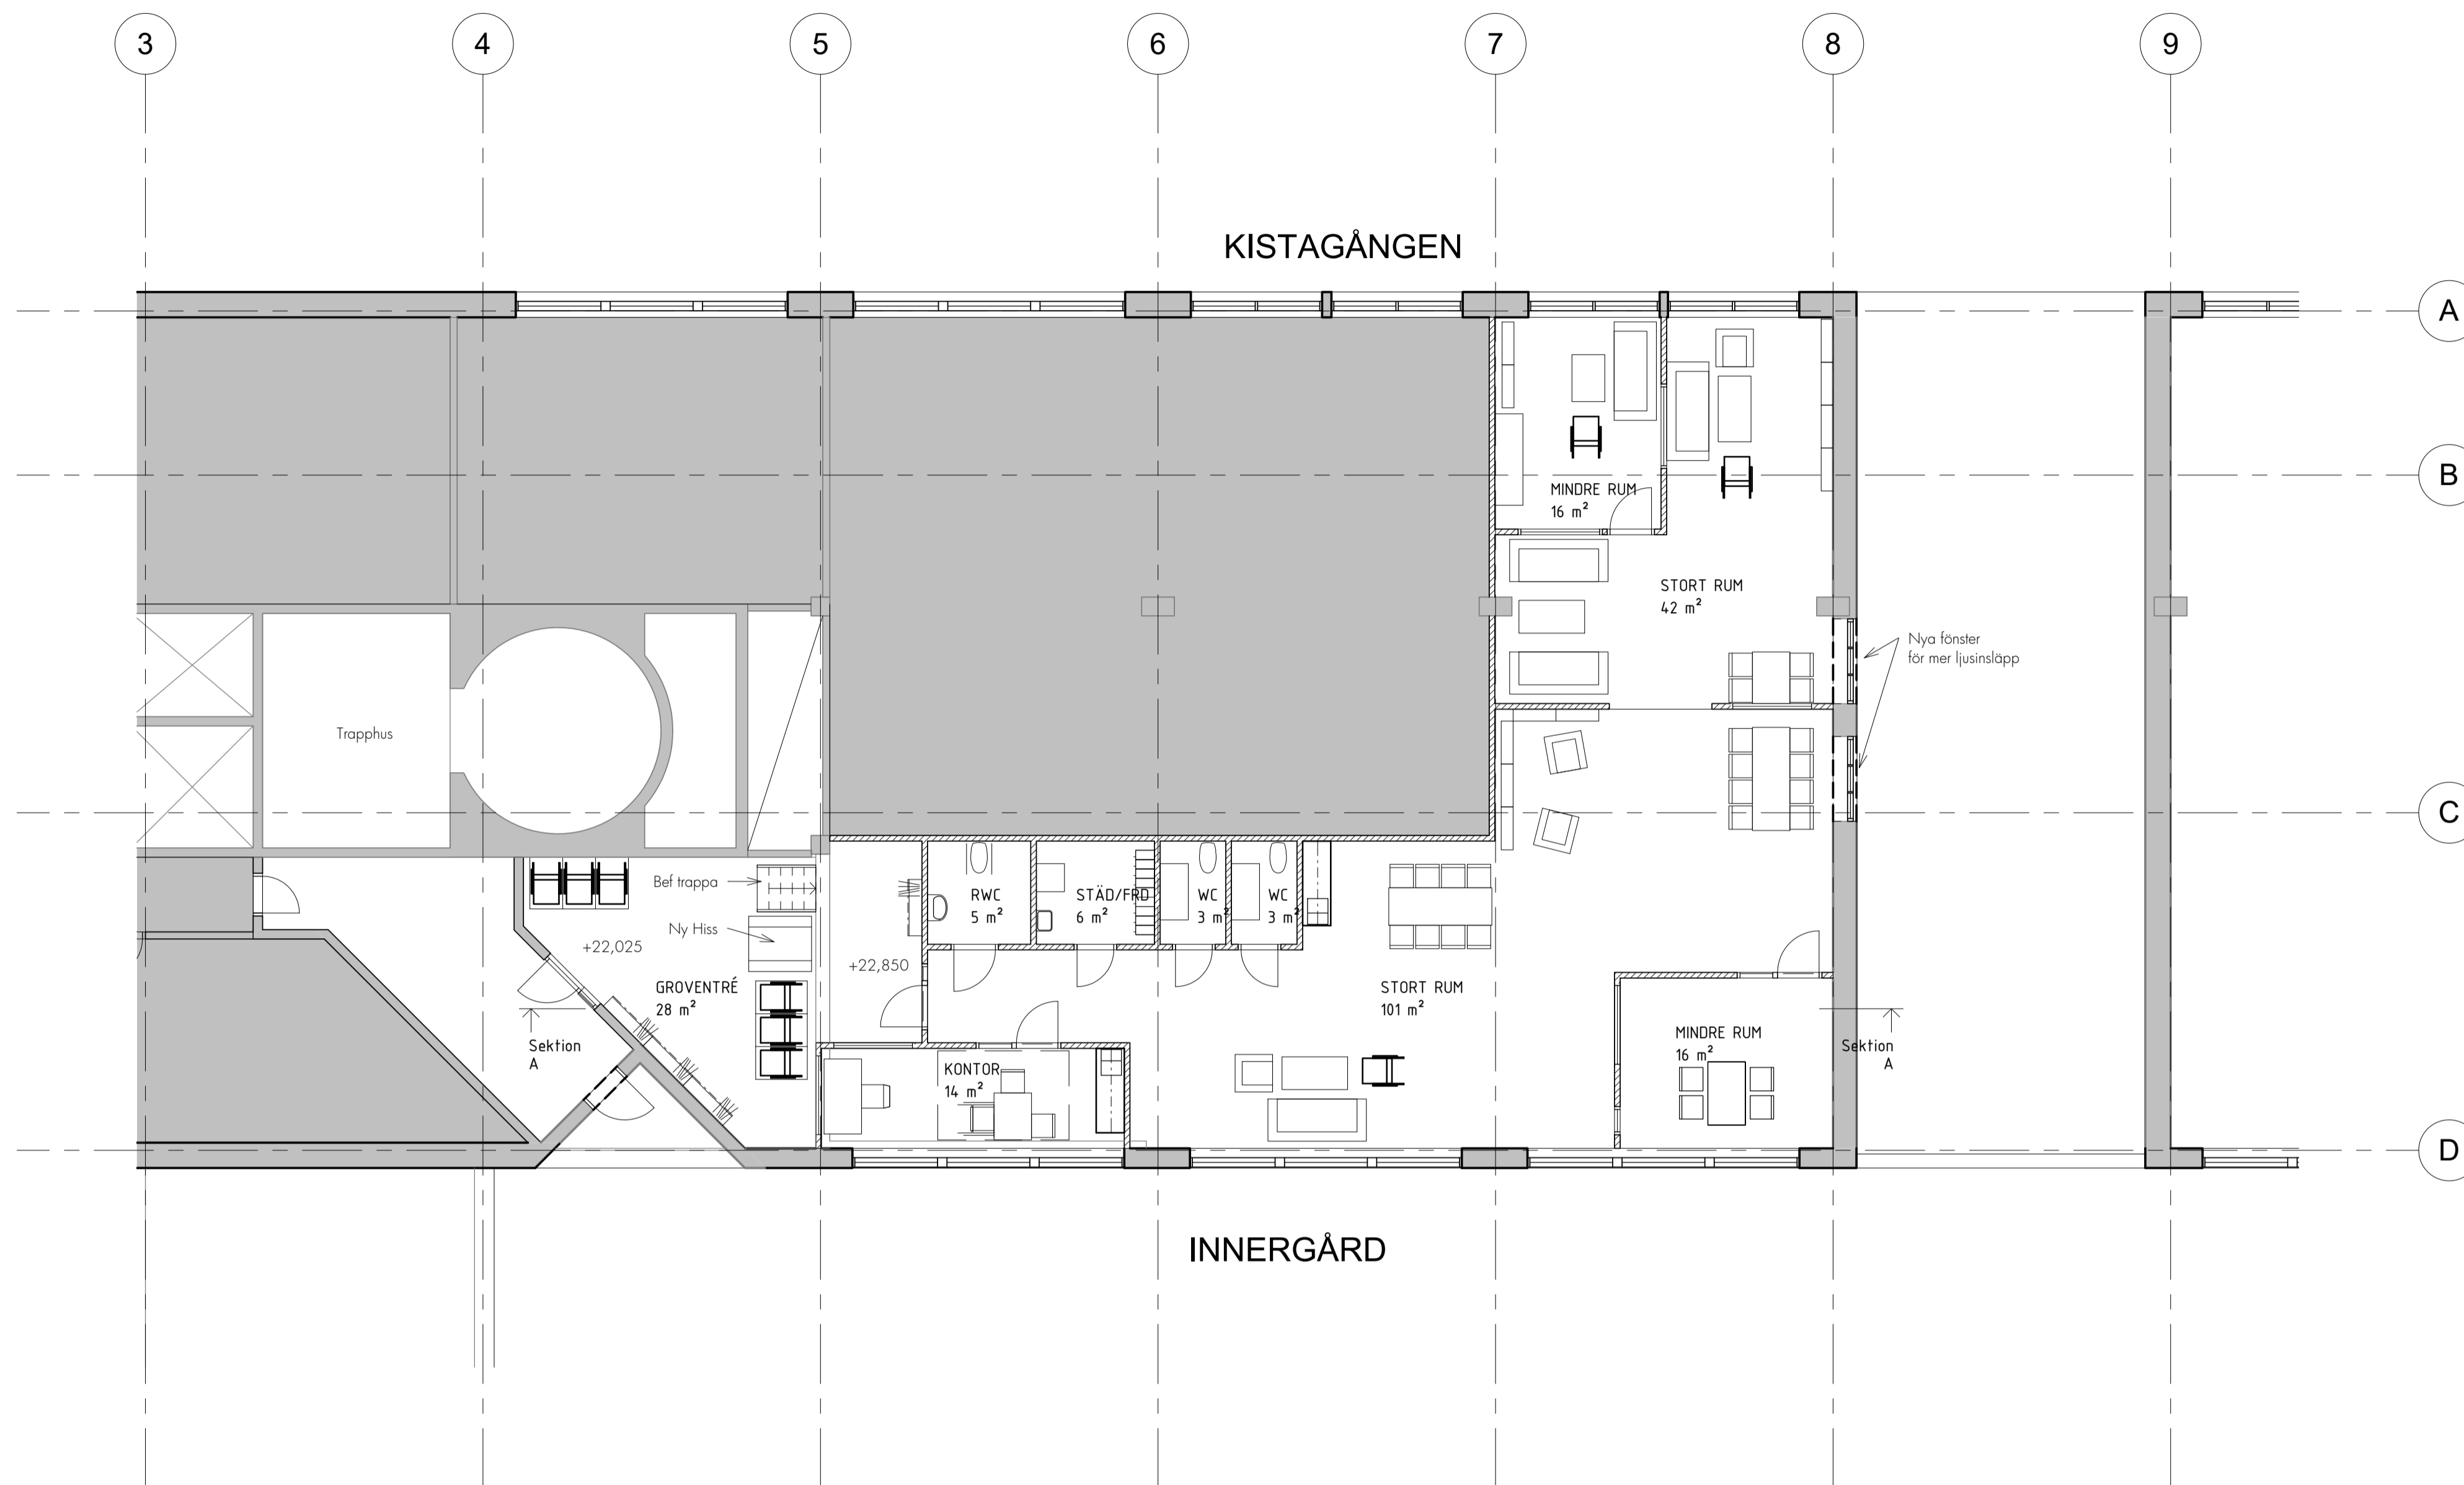 3 4 5 6 7 8 9
KISTAGÅNGEN
A
B
MINDRE RUM
16 m²
STORT RUM
42 m²
Nya fönster
för mer ljusinsläpp
Trapphus
C
Bef trappa
RWC
5 m²
STÄD/FRD
6 m²
WC
3 m²
WC
3 m²
Ny Hiss
+22,025
+22,850
GROVENTRÉ
28 m²
STORT RUM
101 m²
Sektion
A
MINDRE RUM
16 m²
Sektion
A
KONTOR
14 m²
D
INNERGÅRD